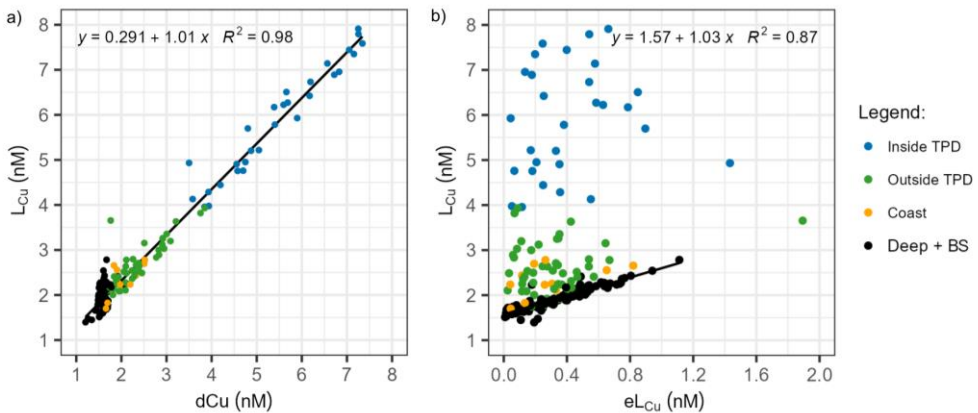 a)
y = 0.291 + 1.01 x   R² = 0.98
8
7
6
5
4
3
2
1
L_Cu (nM)
1 2 3 4 5 6 7 8
dCu (nM)
b)
y = 1.57 + 1.03 x   R² = 0.87
8
7
6
5
4
3
2
1
L_Cu (nM)
0.0 0.4 0.8 1.2 1.6 2.0
eL_Cu (nM)
Legend:
Inside TPD
Outside TPD
Coast
Deep + BS